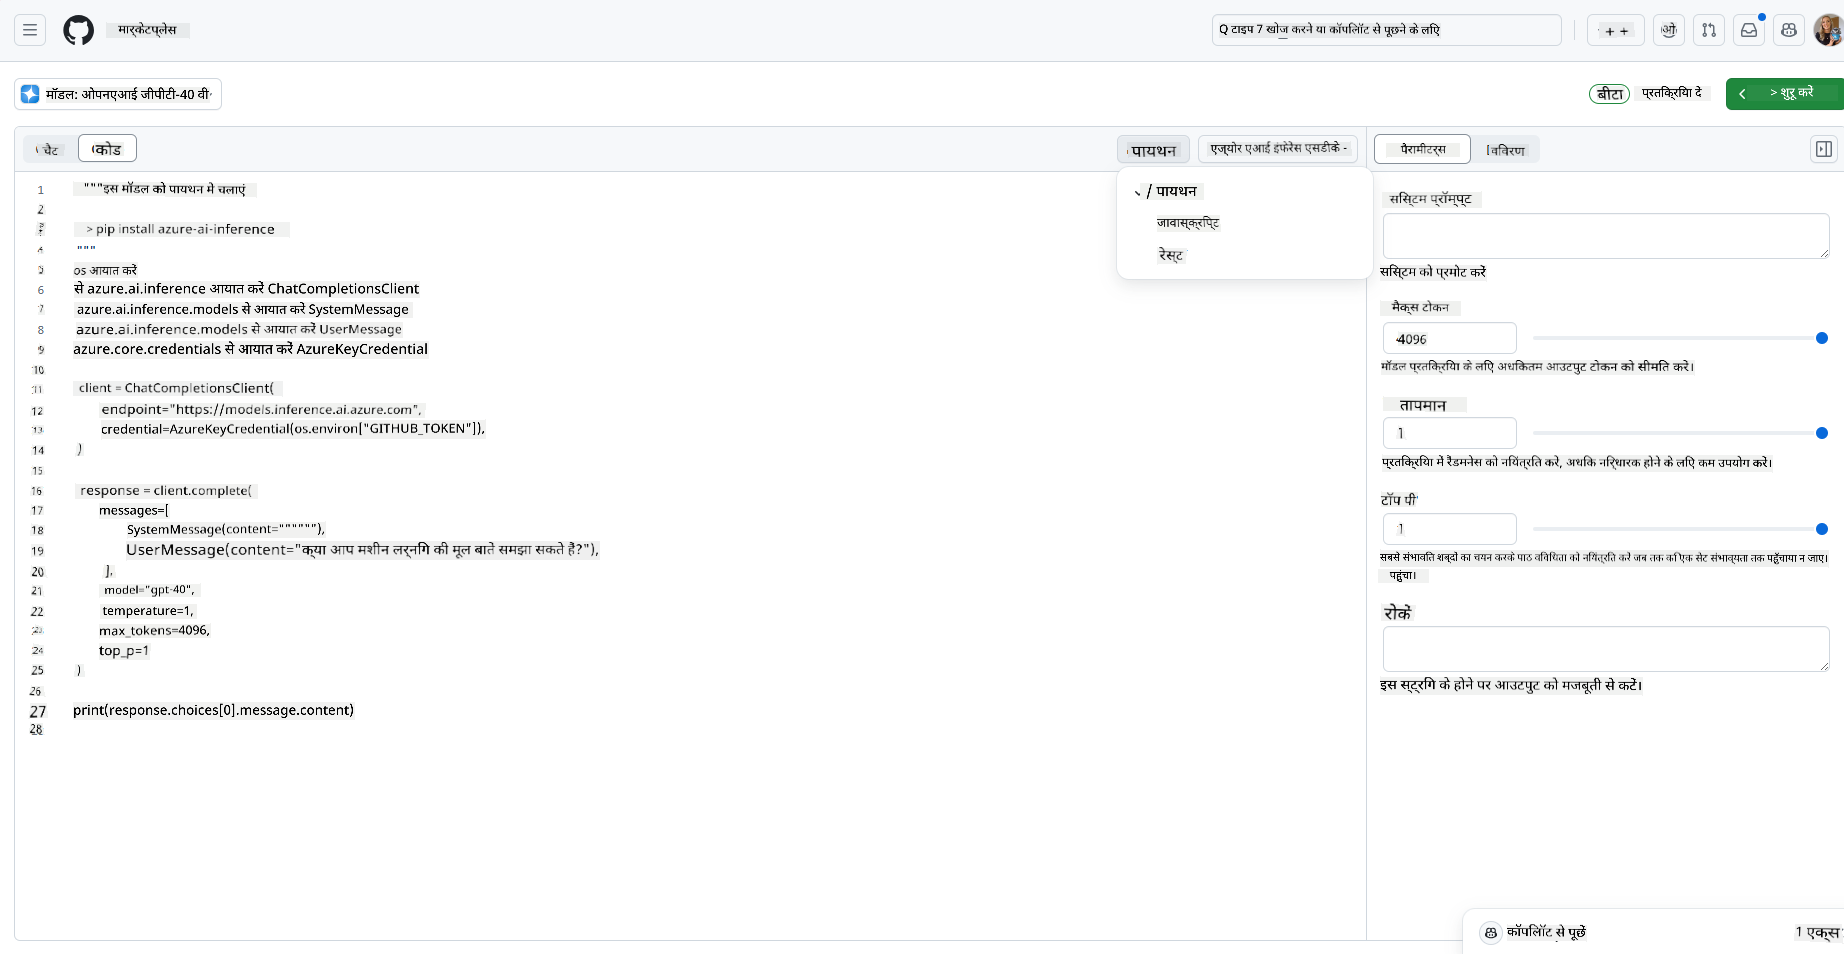 मार्केटप्लेस
Q टाइप 7 खोज करने या कॉपिलॉट से पूछने के लिए
मॉडल: ओपनएआई जीपीटी-40 वी
बीटा
प्रतिक्रिया दें
> शुरू करें
चैट
कोड
पायथन
एज्योर एआई इंफेरेंस एसडीके -
पैरामीटर्स
विवरण
/ पायथन
जावास्क्रिप्ट
रेस्ट
1 """इस मॉडल को पायथन में चलाएं
2
> pip install azure-ai-inference
4 """
5 os आयात करें
6 से azure.ai.inference आयात करें ChatCompletionsClient
7 azure.ai.inference.models से आयात करें SystemMessage
8 azure.ai.inference.models से आयात करें UserMessage
9 azure.core.credentials से आयात करें AzureKeyCredential
10
11 client = ChatCompletionsClient(
12 endpoint="https://models.inference.ai.azure.com",
13 credential=AzureKeyCredential(os.environ["GITHUB_TOKEN"]),
14 )
15
16 response = client.complete(
17 messages=[
18 SystemMessage(content=""""""),
19 UserMessage(content="क्या आप मशीन लर्निंग की मूल बातें समझा सकते हैं?"),
20 ],
21 model="gpt-40",
22 temperature=1,
23 max_tokens=4096,
24 top_p=1
25 )
26
27 print(response.choices[0].message.content)
28
सिस्टम प्रॉम्प्ट
सिस्टम को प्रमोट करें
मैक्स टोकन
4096
मॉडल प्रतिक्रिया के लिए अधिकतम आउटपुट टोकन को सीमित करें।
तापमान
1
प्रतिक्रिया में रैंडमनेस को नियंत्रित करें, अधिक निर्धारक होने के लिए कम उपयोग करें।
टॉप पी
1
सबसे संभावित शब्दों का चयन करके पाठ विविधता को नियंत्रित करें जब तक कि एक सेट संभाव्यता तक पहुँचाया न जाए।
पहुंचा।
रोकें
इस स्ट्रिंग के होने पर आउटपुट को मजबूती से काटें।
कॉपिलॉट से पूछें
1 एक्स